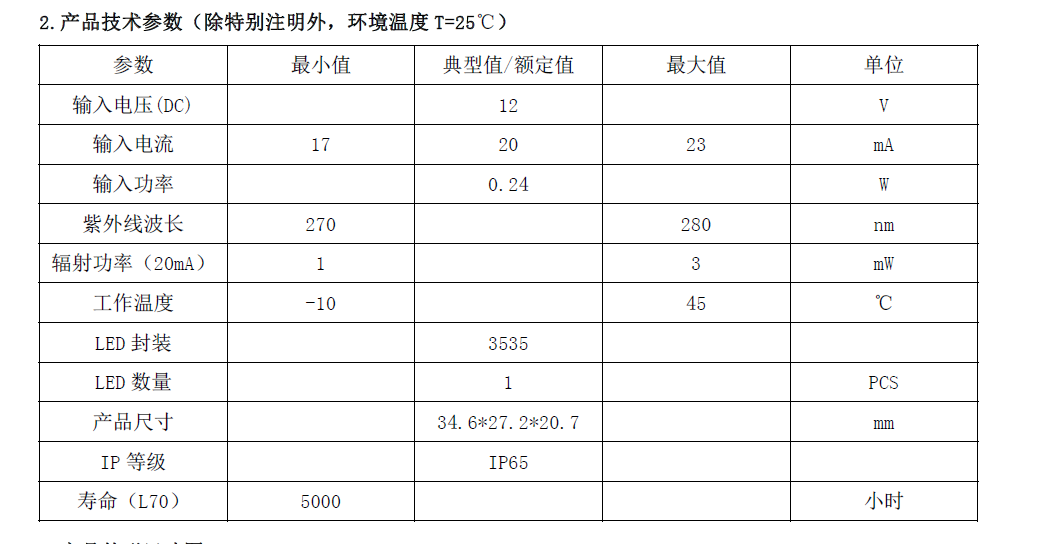 2.产品技术参数（除特别注明外，环境温度 T=25℃）
参数 最小值 典型值/额定值 最大值 单位
输入电压(DC) 12 V
输入电流 17 20 23 mA
输入功率 0.24 W
紫外线波长 270 280 nm
辐射功率（20mA） 1 3 mW
工作温度 -10 45 ℃
LED 封装 3535
LED 数量 1 PCS
产品尺寸 34.6*27.2*20.7 mm
IP 等级 IP65
寿命（L70） 5000 小时